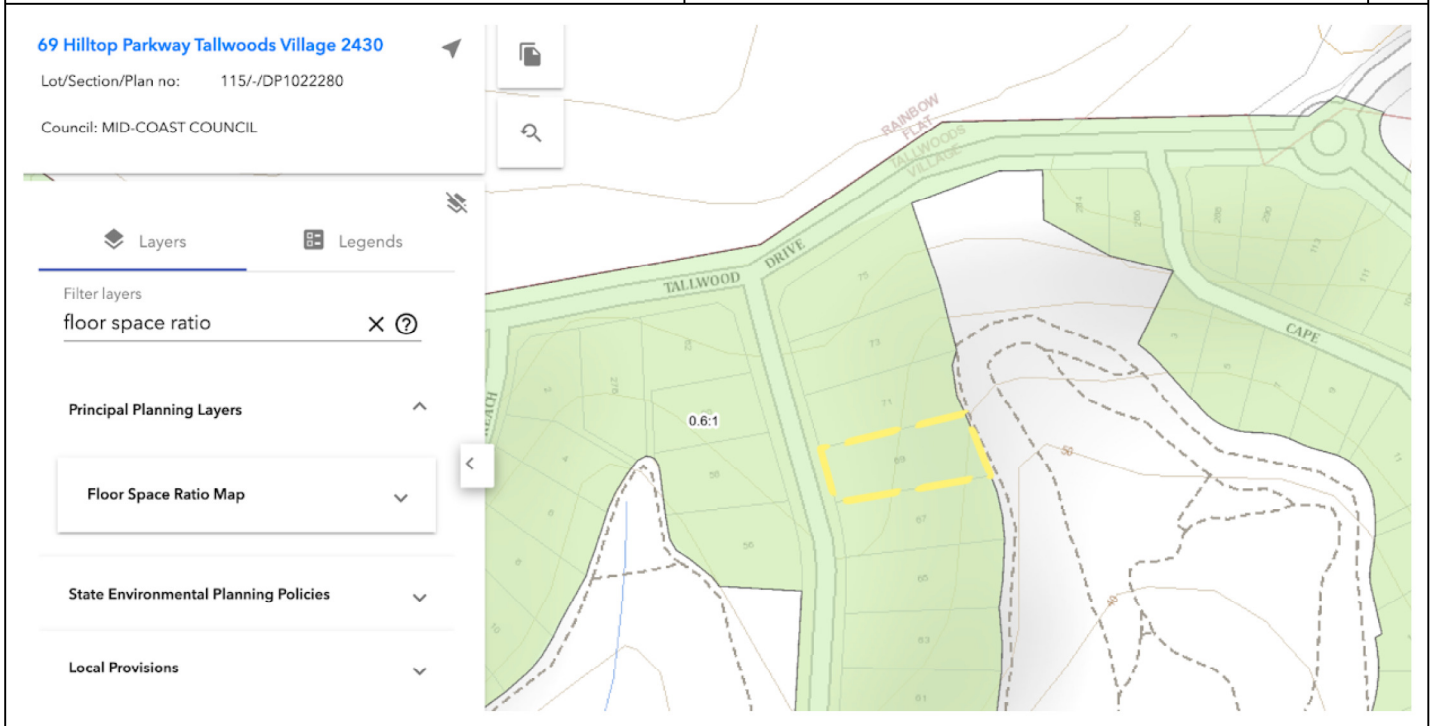 69 Hilltop Parkway Tallwoods Village 2430
Lot/Section/Plan no: 115/-/DP1022280
Council: MID-COAST COUNCIL
Layers
Legends
Filter layers
floor space ratio
Principal Planning Layers
Floor Space Ratio Map
State Environmental Planning Policies
Local Provisions
RAINBOW
FLAT
TALLWOODS
VILLAGE
TALLWOOD DRIVE
CAPE
0.6:1
75
73
71
69
67
65
63
61
56
50
40